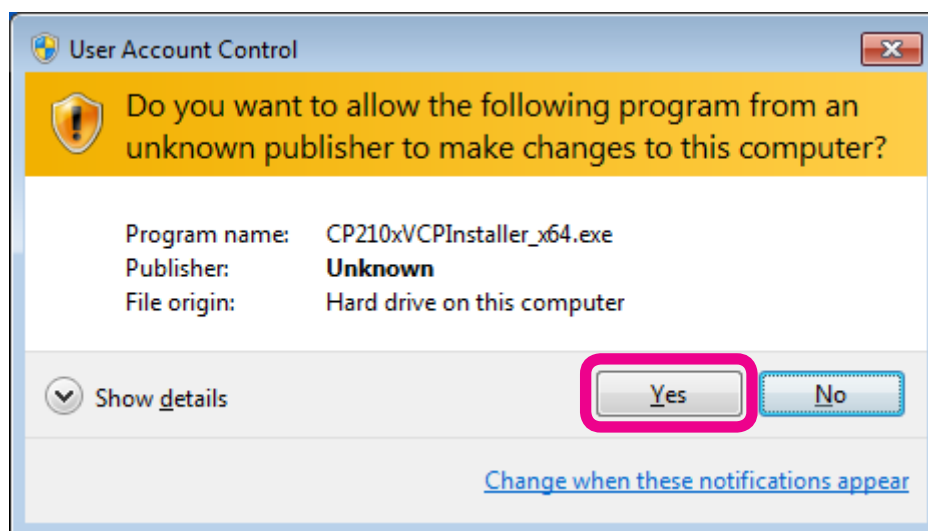 User Account Control
Do you want to allow the following program from an
unknown publisher to make changes to this computer?
Program name: CP210xVCPInstaller_x64.exe
Publisher: Unknown
File origin: Hard drive on this computer
Show details Yes No
Change when these notifications appear